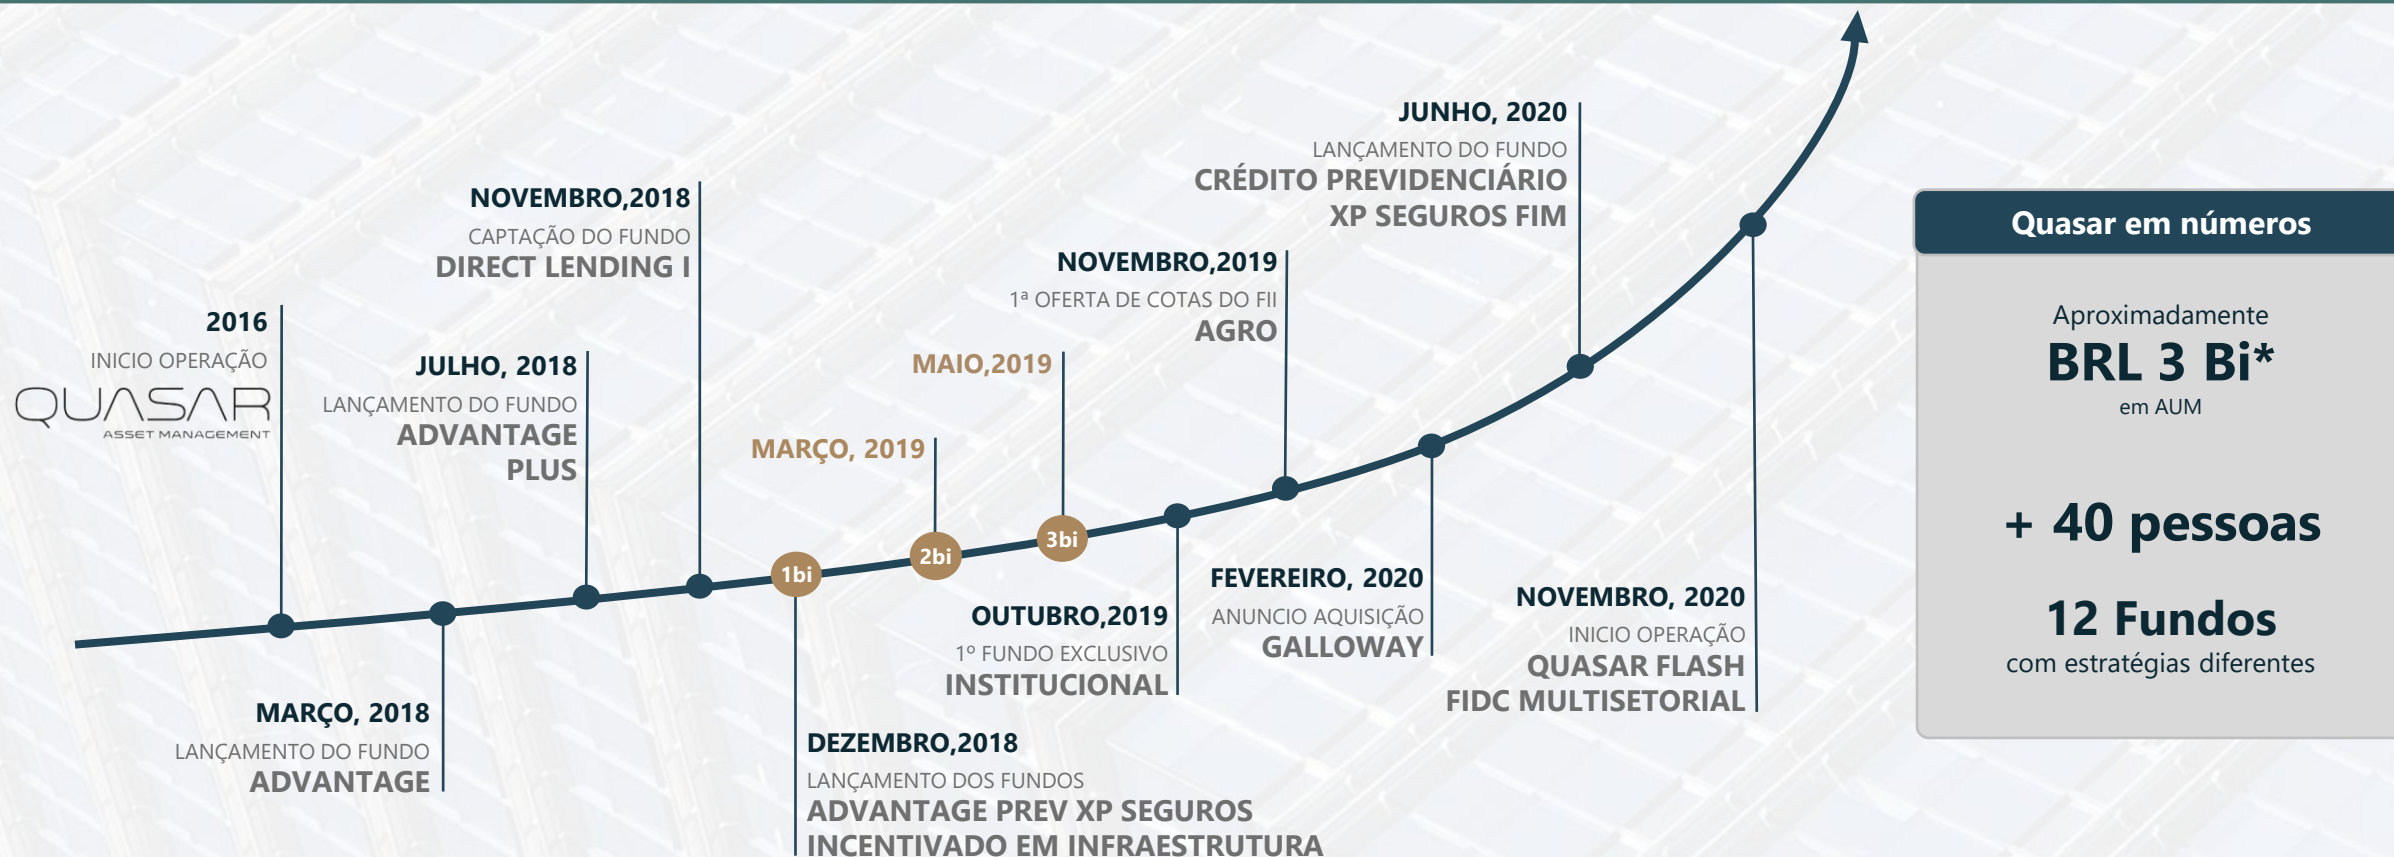 2016
INICIO OPERAÇÃO
QUASAR
ASSET MANAGEMENT
MARÇO, 2018
LANÇAMENTO DO FUNDO
ADVANTAGE
JULHO, 2018
LANÇAMENTO DO FUNDO
ADVANTAGE
PLUS
NOVEMBRO,2018
CAPTAÇÃO DO FUNDO
DIRECT LENDING I
1bi
DEZEMBRO,2018
LANÇAMENTO DOS FUNDOS
ADVANTAGE PREV XP SEGUROS
INCENTIVADO EM INFRAESTRUTURA
MARÇO, 2019
2bi
MAIO,2019
3bi
OUTUBRO,2019
1º FUNDO EXCLUSIVO
INSTITUCIONAL
NOVEMBRO,2019
1ª OFERTA DE COTAS DO FII
AGRO
FEVEREIRO, 2020
ANUNCIO AQUISIÇÃO
GALLOWAY
JUNHO, 2020
LANÇAMENTO DO FUNDO
CRÉDITO PREVIDENCIÁRIO
XP SEGUROS FIM
NOVEMBRO, 2020
INICIO OPERAÇÃO
QUASAR FLASH
FIDC MULTISETORIAL
Quasar em números
Aproximadamente
BRL 3 Bi*
em AUM
+ 40 pessoas
12 Fundos
com estratégias diferentes